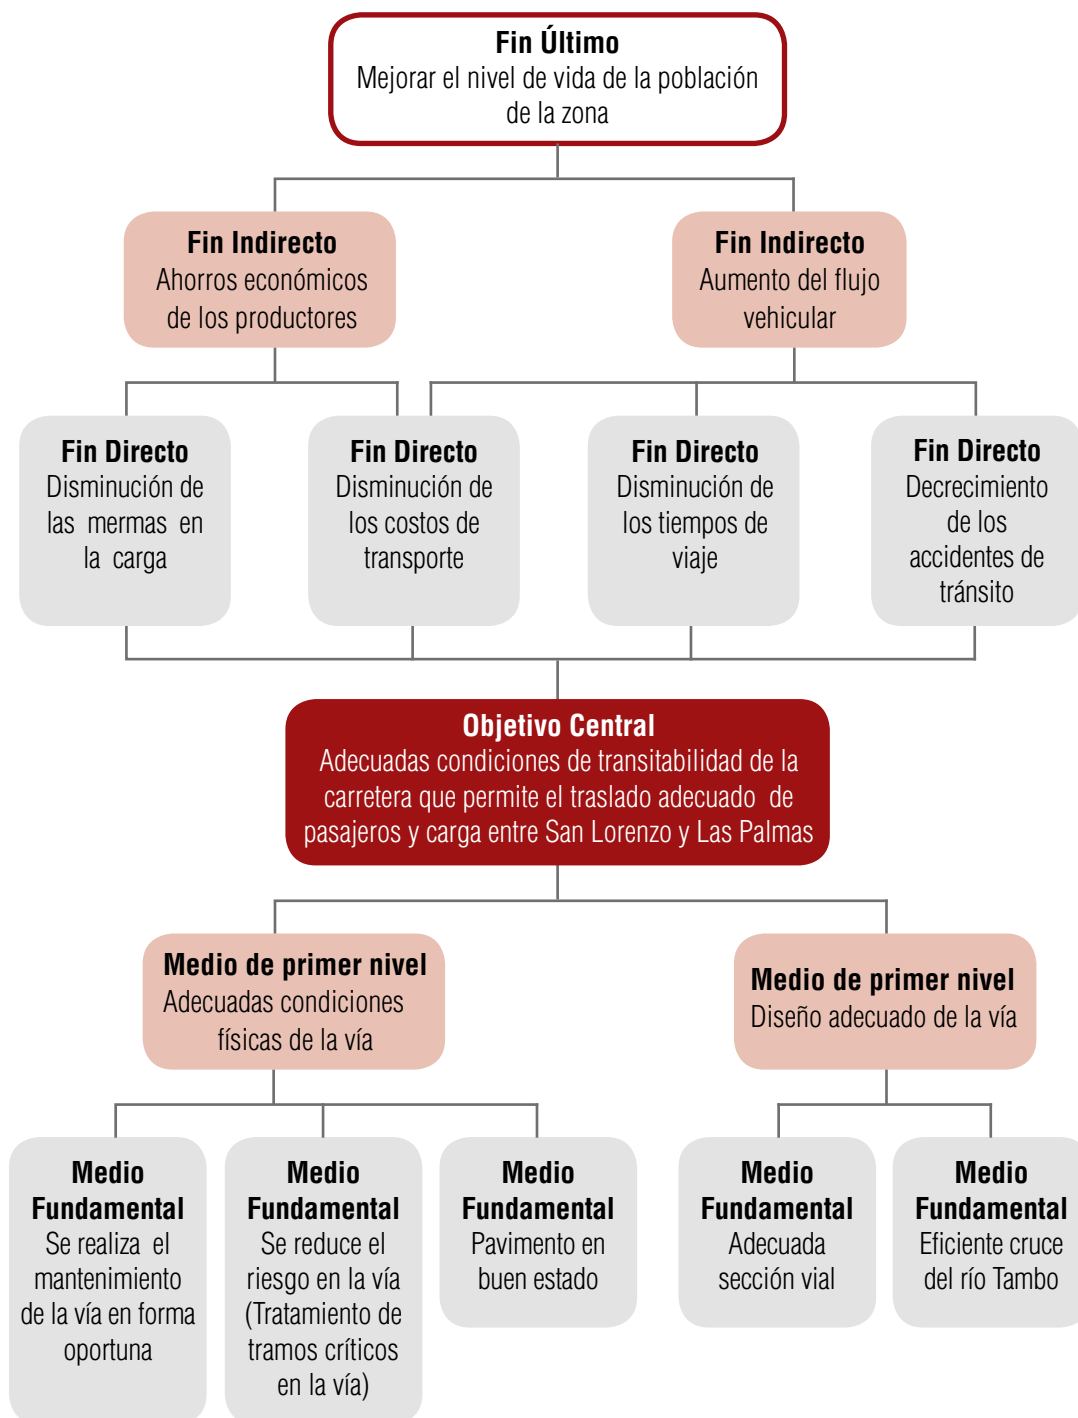 Fin Último
Mejorar el nivel de vida de la población
de la zona
Fin Indirecto
Ahorros económicos
de los productores
Fin Indirecto
Aumento del flujo
vehicular
Fin Directo
Disminución de
las mermas en
la carga
Fin Directo
Disminución de
los costos de
transporte
Fin Directo
Disminución de
los tiempos de
viaje
Fin Directo
Decrecimiento
de los
accidentes de
tránsito
Objetivo Central
Adecuadas condiciones de transitabilidad de la
carretera que permite el traslado adecuado de
pasajeros y carga entre San Lorenzo y Las Palmas
Medio de primer nivel
Adecuadas condiciones
físicas de la vía
Medio de primer nivel
Diseño adecuado de la vía
Medio
Fundamental
Se realiza el
mantenimiento
de la vía en forma
oportuna
Medio
Fundamental
Se reduce el
riesgo en la vía
(Tratamiento de
tramos críticos
en la vía)
Medio
Fundamental
Pavimento en
buen estado
Medio
Fundamental
Adecuada
sección vial
Medio
Fundamental
Eficiente cruce
del río Tambo